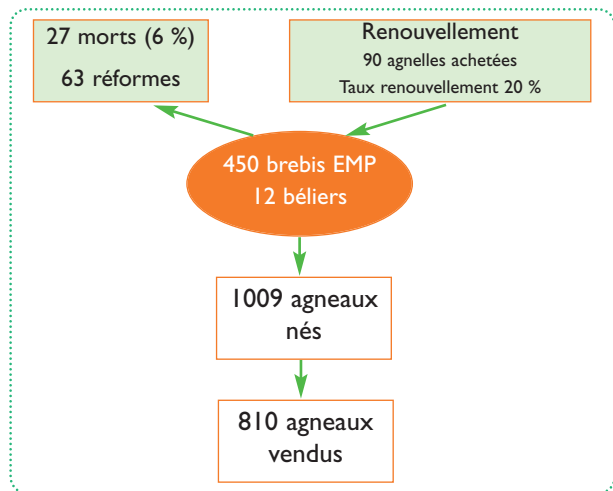 27 morts (6 %)
63 réformes
Renouvellement
90 agnelles achetées
Taux renouvellement 20 %
450 brebis EMP
12 béliers
1009 agneaux
nés
810 agneaux
vendus